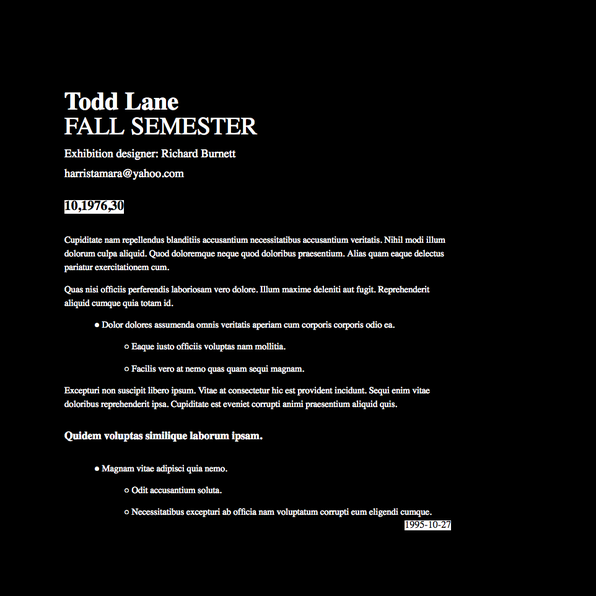 Todd Lane
FALL SEMESTER
Exhibition designer: Richard Burnett
harristamara@yahoo.com
10,1976,30
Cupiditate nam repellendus blanditiis accusantium necessitatibus accusantium veritatis. Nihil modi illum
dolorum culpa aliquid. Quod doloremque neque quod doloribus praesentium. Alias quam eaque delectus
pariatur exercitationem cum.
Quas nisi officiis perferendis laboriosam vero dolore. Illum maxime deleniti aut fugit. Reprehenderit
aliquid cumque quia totam id.
Dolor dolores assumenda omnis veritatis aperiam cum corporis corporis odio ea.
Eaque iusto officiis voluptas nam mollitia.
Facilis vero at nemo quas quam sequi magnam.
Excepturi non suscipit libero ipsum. Vitae at consectetur hic est provident incidunt. Sequi enim vitae
doloribus reprehenderit ipsa. Cupiditate est eveniet corrupti animi praesentium aliquid quis.
Quidem voluptas similique laborum ipsam.
Magnam vitae adipisci quia nemo.
Odit accusantium soluta.
Necessitatibus excepturi ab officia nam voluptatum corrupti eum eligendi cumque.
1995-10-27